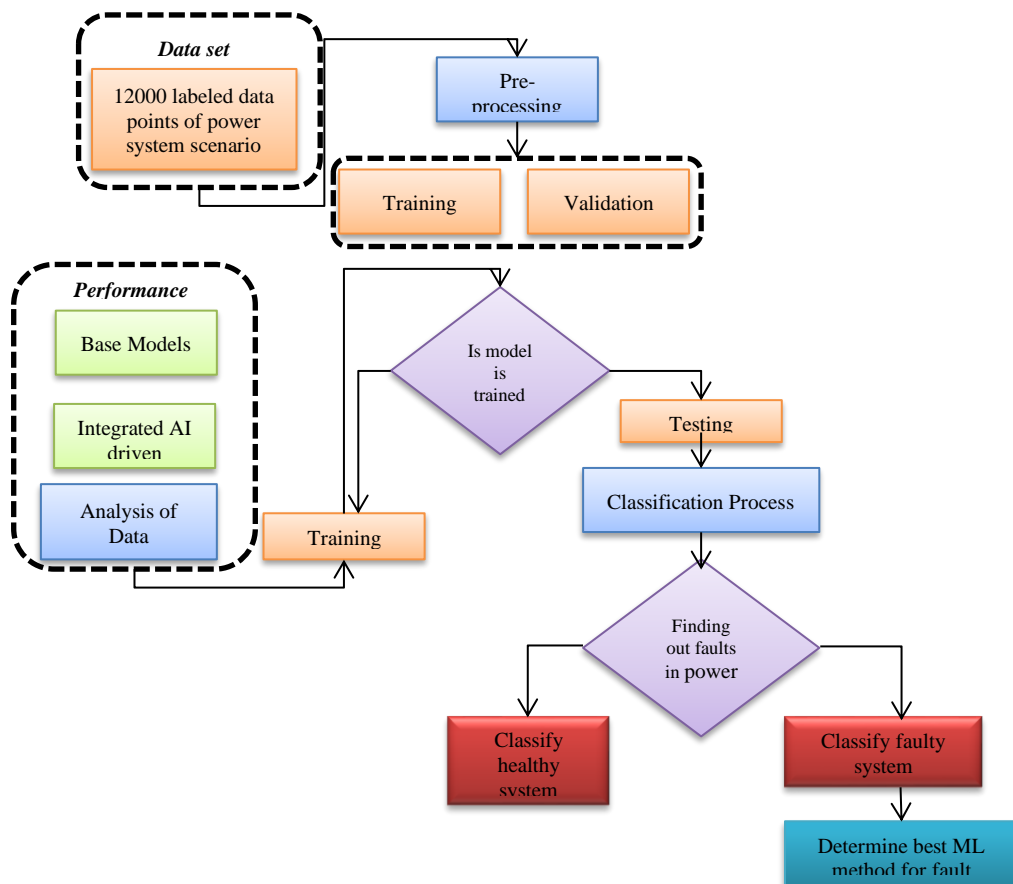 Data set
12000 labeled data
points of power
system scenario
Pre-
processing
Training
Validation
Performance
Base Models
Integrated AI
driven
Analysis of
Data
Training
Is model
is
trained
Testing
Classification Process
Finding
out faults
in power
Classify
healthy
system
Classify faulty
system
Determine best ML
method for fault